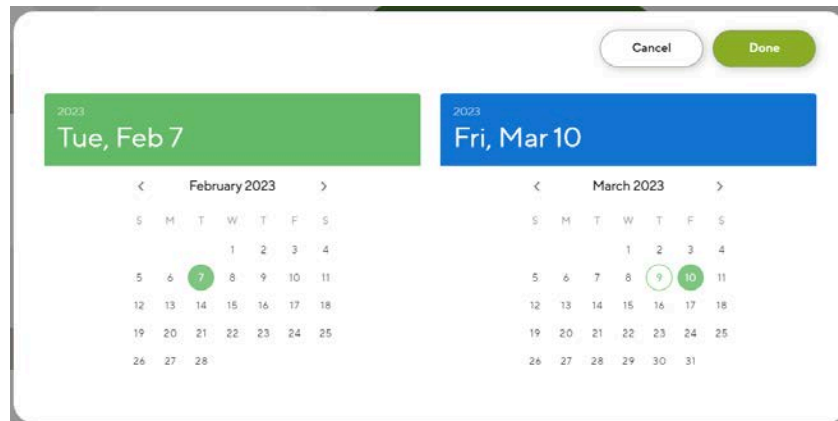 Cancel Done
2023
Tue, Feb 7
< February 2023 >
S M T W T F S
1 2 3 4
5 6 7 8 9 10 11
12 13 14 15 16 17 18
19 20 21 22 23 24 25
26 27 28
2023
Fri, Mar 10
< March 2023 >
S M T W T F S
1 2 3 4
5 6 7 8 9 10 11
12 13 14 15 16 17 18
19 20 21 22 23 24 25
26 27 28 29 30 31